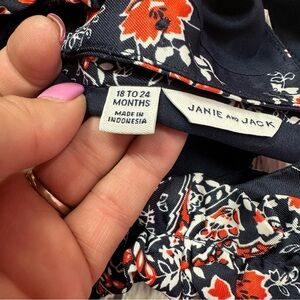 18 TO 24
MONTHS
MADE IN
INDONESIA
JANIE AND JACK